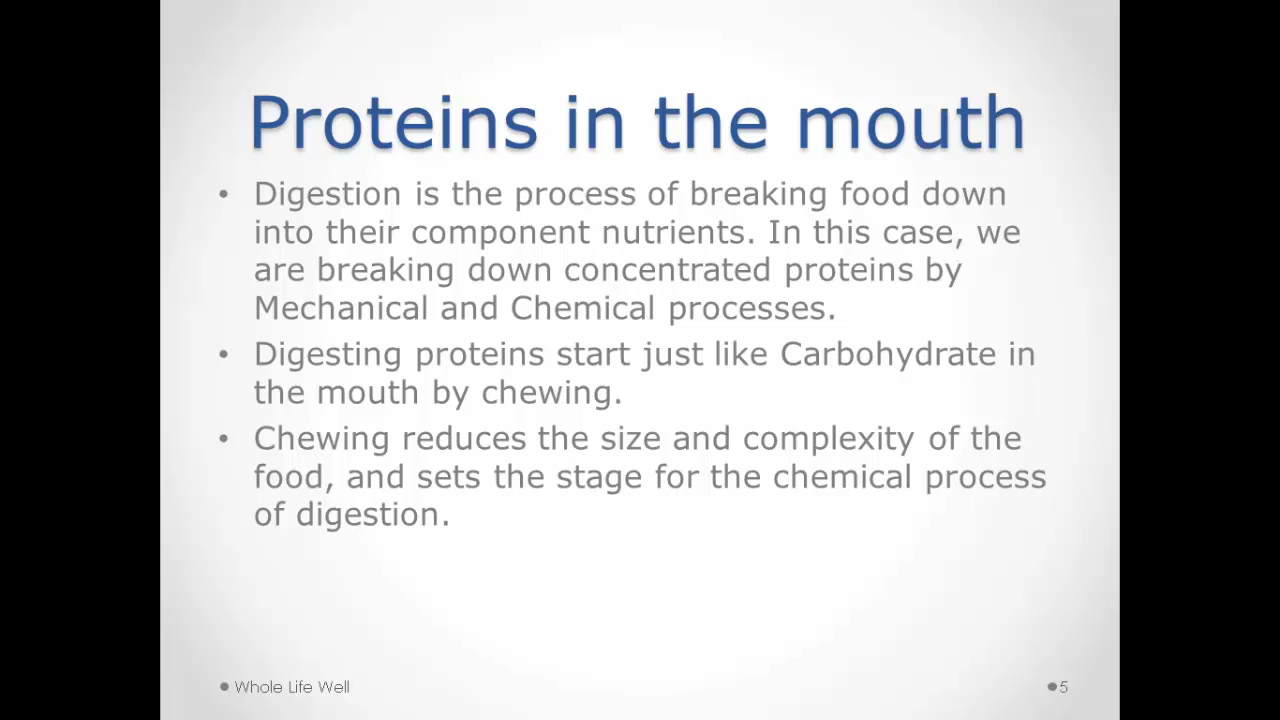 Proteins in the mouth
• Digestion is the process of breaking food down
into their component nutrients. In this case, we
are breaking down concentrated proteins by
Mechanical and Chemical processes.
• Digesting proteins start just like Carbohydrate in
the mouth by chewing.
• Chewing reduces the size and complexity of the
food, and sets the stage for the chemical process
of digestion.
• Whole Life Well
• 5